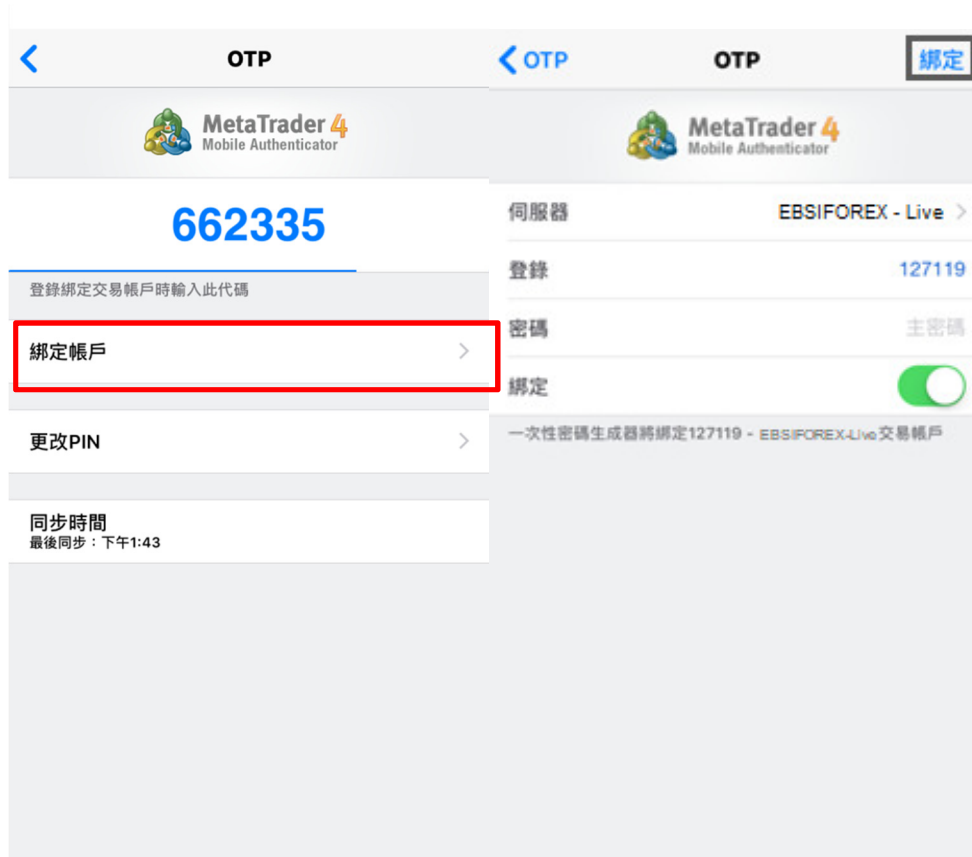 OTP
MetaTrader 4
Mobile Authenticator
662335
登錄綁定交易帳戶時輸入此代碼
綁定帳戶
更改PIN
同步時間
最後同步：下午1:43
OTP
OTP
綁定
MetaTrader 4
Mobile Authenticator
伺服器 EBSIFOREX - Live
登錄 127119
密碼 主密碼
綁定
一次性密碼生成器將綁定127119 - EBSIFOREX-Live交易帳戶